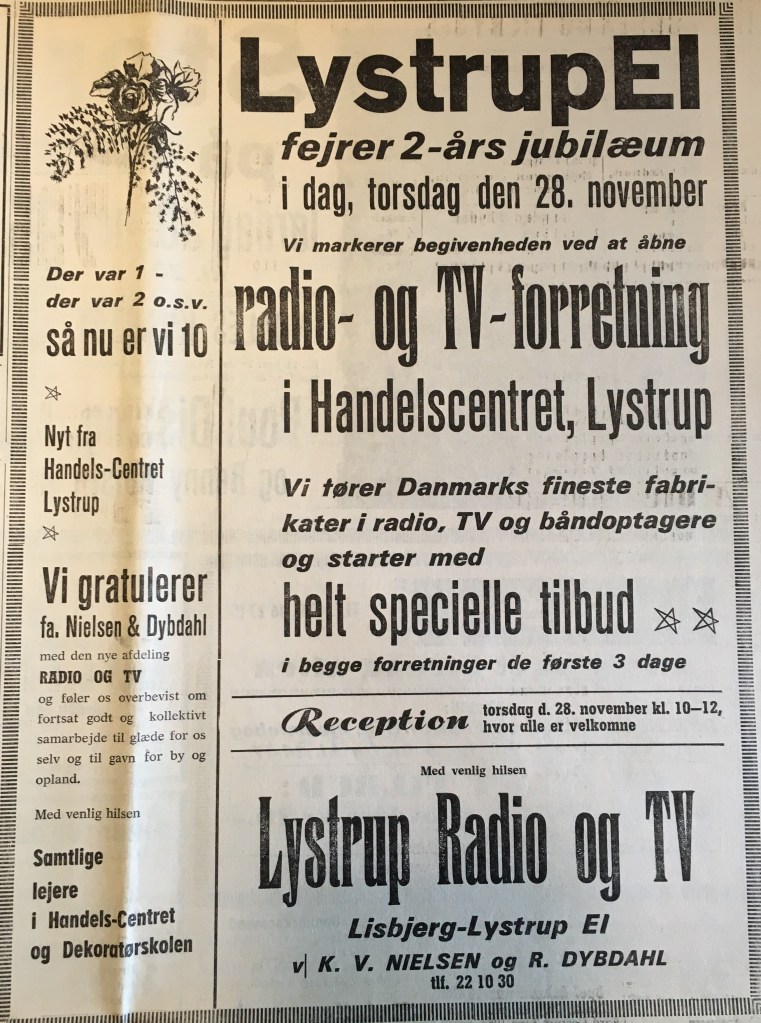 Der var 1 -
der var 2 o.s.v.
så nu er vi 10
Nyt fra
Handels-Centret
Lystrup
Vi gratulerer
fa. Nielsen & Dybdahl
med den nye afdeling
RADIO OG TV
og føler os overbevist om
fortsat godt og kollektivt
samarbejde til glæde for os
selv og til gavn for by og
opland.
Med venlig hilsen
Samtlige
lejere
i Handels-Centret
og Dekoratørskolen
LystrupEl
fejrer 2-års jubilæum
i dag, torsdag den 28. november
Vi markerer begivenheden ved at åbne
radio- og TV-forretning
i Handelscentret, Lystrup
Vi fører Danmarks fineste fabri-
kater i radio, TV og båndoptagere
og starter med
helt specielle tilbud
i begge forretninger de første 3 dage
Reception torsdag d. 28. november kl. 10—12,
hvor alle er velkomne
Med venlig hilsen
Lystrup Radio og TV
Lisbjerg-Lystrup El
v/ K. V. NIELSEN og R. DYBDAHL
tlf. 22 10 30